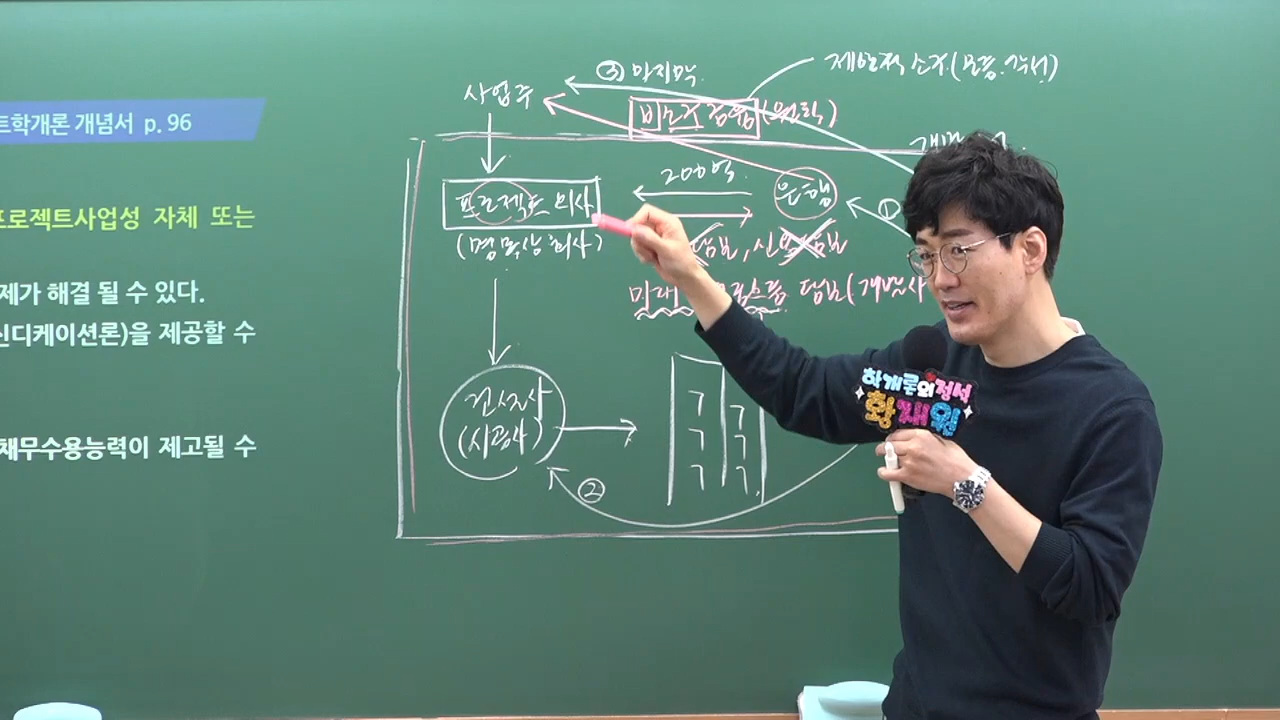 트학개론 개념서 p. 96
프로젝트사업성 자체 또는
제가 해결 될 수 있다.
신디케이션론)을 제공할 수
채무수용능력이 제고될 수
③ 마지막
제한적 소구(
사업주
비소구금융(원칙)
200억
은행
①
프로젝트 회사
(명목상 회사)
담보, 신용담보
미래 현금흐름 담보(개발사
건설사
(시공사)
②
학개론의 정석
황재원